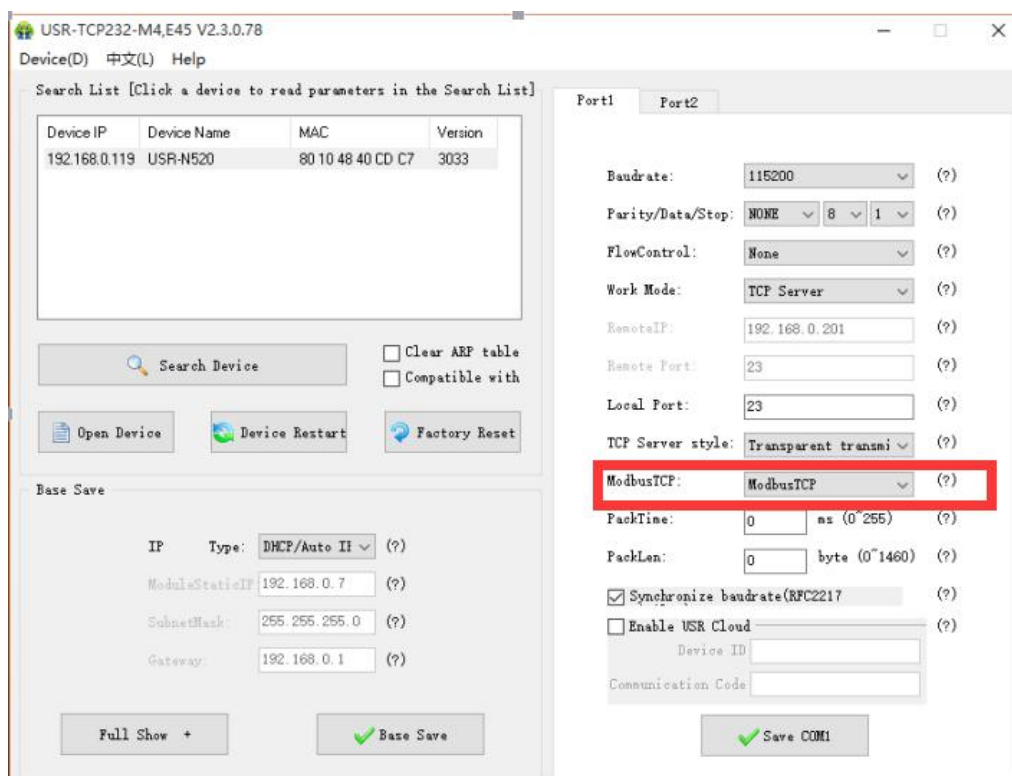 USR-TCP232-M4,E45 V2.3.0.78
Device(D) 中文(L) Help
Search List [Click a device to read parameters in the Search List]
Device IP Device Name MAC Version
192.168.0.119 USR-N520 80 10 48 40 CD C7 3033
Search Device
Clear ARP table
Compatible with
Open Device
Device Restart
Factory Reset
Base Save
IP Type: DHCP/Auto II (?)
ModuleStaticIP 192. 168. 0. 7 (?)
SubnetMask: 255. 255. 255. 0 (?)
Gateway: 192. 168. 0. 1 (?)
Full Show +
Base Save
Port1 Port2
Baudrate: 115200 (?)
Parity/Data/Stop: NONE 8 1 (?)
FlowControl: None (?)
Work Mode: TCP Server (?)
RemoteIP: 192. 168. 0. 201 (?)
Remote Port: 23 (?)
Local Port: 23 (?)
TCP Server style: Transparent transmi (?)
ModbusTCP: ModbusTCP (?)
PackTime: 0 ms (0~255) (?)
PackLen: 0 byte (0~1460) (?)
Synchronize baudrate(RFC2217 (?)
Enable USR Cloud (?)
Device ID
Communication Code
Save COM1